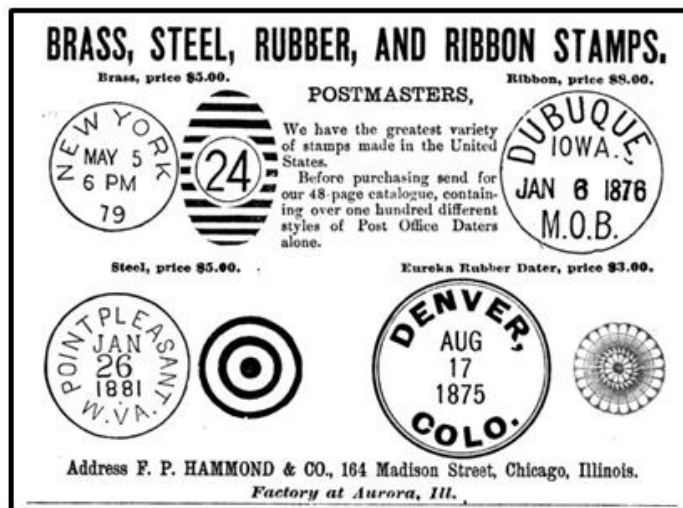 BRASS, STEEL, RUBBER, AND RIBBON STAMPS.
Brass, price $5.00.
Ribbon, price $8.00.
NEW YORK
MAY 5
6 PM
79
24
POSTMASTERS,
We have the greatest variety
of stamps made in the United
States.
Before purchasing send for
our 48-page catalogue, contain-
ing over one hundred different
styles of Post Office Daters
alone.
DUBUQUE,
IOWA.
JAN 6 1876
M.O.B.
Steel, price $5.00.
Eureka Rubber Dater, price $3.00.
POINT PLEASANT.
JAN
26
1881
W.VA.
DENVER,
AUG
17
1875
COLO.
Address F. P. HAMMOND & CO., 164 Madison Street, Chicago, Illinois.
Factory at Aurora, Ill.